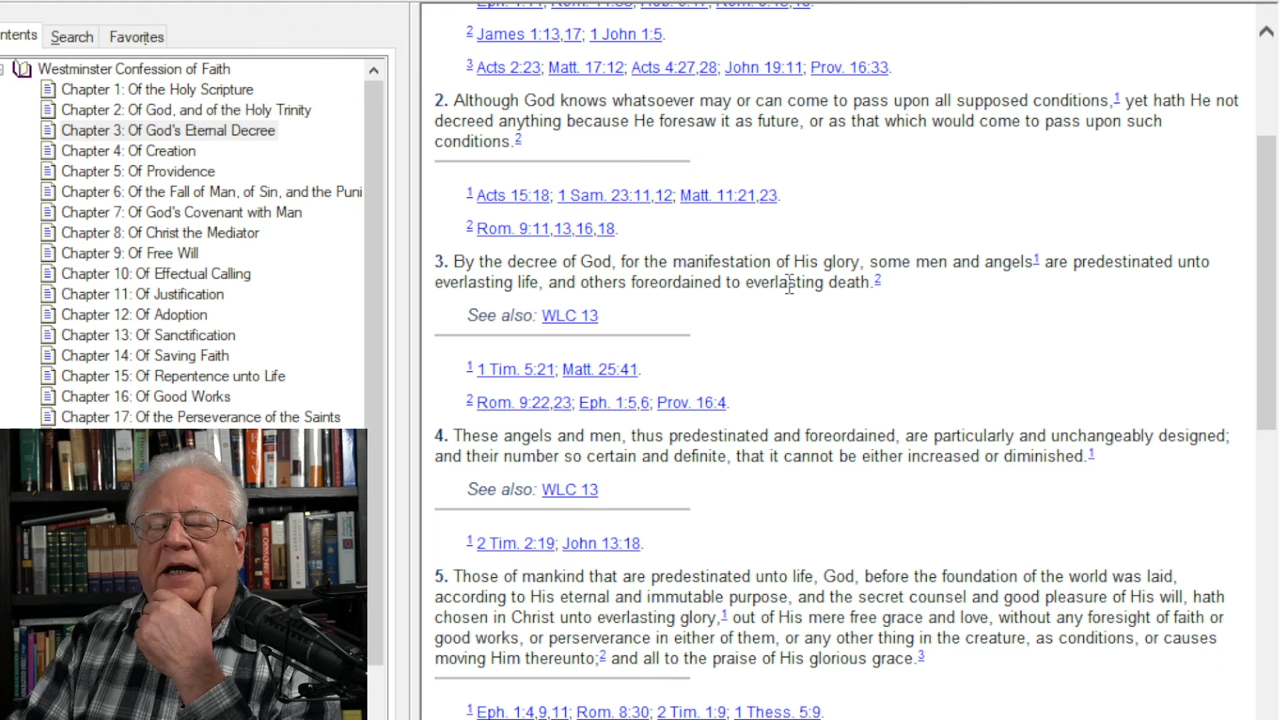 ntents Search Favorites
Westminster Confession of Faith
Chapter 1: Of the Holy Scripture
Chapter 2: Of God, and of the Holy Trinity
Chapter 3: Of God's Eternal Decree
Chapter 4: Of Creation
Chapter 5: Of Providence
Chapter 6: Of the Fall of Man, of Sin, and the Puni
Chapter 7: Of God's Covenant with Man
Chapter 8: Of Christ the Mediator
Chapter 9: Of Free Will
Chapter 10: Of Effectual Calling
Chapter 11: Of Justification
Chapter 12: Of Adoption
Chapter 13: Of Sanctification
Chapter 14: Of Saving Faith
Chapter 15: Of Repentence unto Life
Chapter 16: Of Good Works
Chapter 17: Of the Perseverance of the Saints
2 James 1:13,17; 1 John 1:5.
3 Acts 2:23; Matt. 17:12; Acts 4:27,28; John 19:11; Prov. 16:33.
2. Although God knows whatsoever may or can come to pass upon all supposed conditions,1 yet hath He not
decreed anything because He foresaw it as future, or as that which would come to pass upon such
conditions.2
1 Acts 15:18; 1 Sam. 23:11,12; Matt. 11:21,23.
2 Rom. 9:11,13,16,18.
3. By the decree of God, for the manifestation of His glory, some men and angels1 are predestinated unto
everlasting life, and others foreordained to everlasting death.2
See also: WLC 13
1 1 Tim. 5:21; Matt. 25:41.
2 Rom. 9:22,23; Eph. 1:5,6; Prov. 16:4.
4. These angels and men, thus predestinated and foreordained, are particularly and unchangeably designed;
and their number so certain and definite, that it cannot be either increased or diminished.1
See also: WLC 13
1 2 Tim. 2:19; John 13:18.
5. Those of mankind that are predestinated unto life, God, before the foundation of the world was laid,
according to His eternal and immutable purpose, and the secret counsel and good pleasure of His will, hath
chosen in Christ unto everlasting glory,1 out of His mere free grace and love, without any foresight of faith or
good works, or perserverance in either of them, or any other thing in the creature, as conditions, or causes
moving Him thereunto;2 and all to the praise of His glorious grace.3
1 Eph. 1:4,9,11; Rom. 8:30; 2 Tim. 1:9; 1 Thess. 5:9.